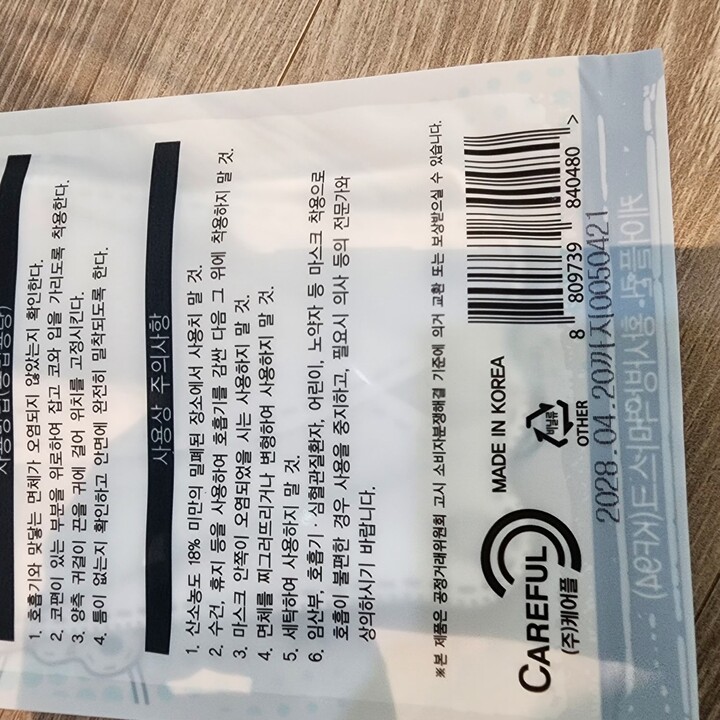 1. 호흡기와 맞닿는 면체가 오염되지 않았는지 확인한다.
2. 코편이 있는 부분을 위로하여 잡고 코와 입을 가리도록 착용한다.
3. 양측 귀걸이 끈을 귀에 걸어 위치를 고정시킨다.
4. 틈이 없는지 확인하고 안면에 완전히 밀착되도록 한다.
사용상 주의사항
1. 산소농도 18% 미만의 밀폐된 장소에서 사용치 말 것.
2. 수건, 휴지 등을 사용하여 호흡기를 감싼 다음 그 위에 착용하지 말 것.
3. 마스크 안쪽이 오염되었을 시는 사용하지 말 것.
4. 면체를 찌그러뜨리거나 변형하여 사용하지 말 것.
5. 세탁하여 사용하지 말 것.
6. 임산부, 호흡기·심혈관질환자, 어린이, 노약자 등 마스크 착용으로
호흡이 불편한 경우 사용을 중지하고, 필요시 의사 등의 전문가와
상의하시기 바랍니다.
※본 제품은 공정거래위원회 고시 소비자분쟁해결 기준에 의거 교환 또는 보상받으실 수 있습니다.
CAREFUL
(주)케어플
MADE IN KOREA
비닐류
OTHER
8 809739 840480 >
2028.04.20까지0050421